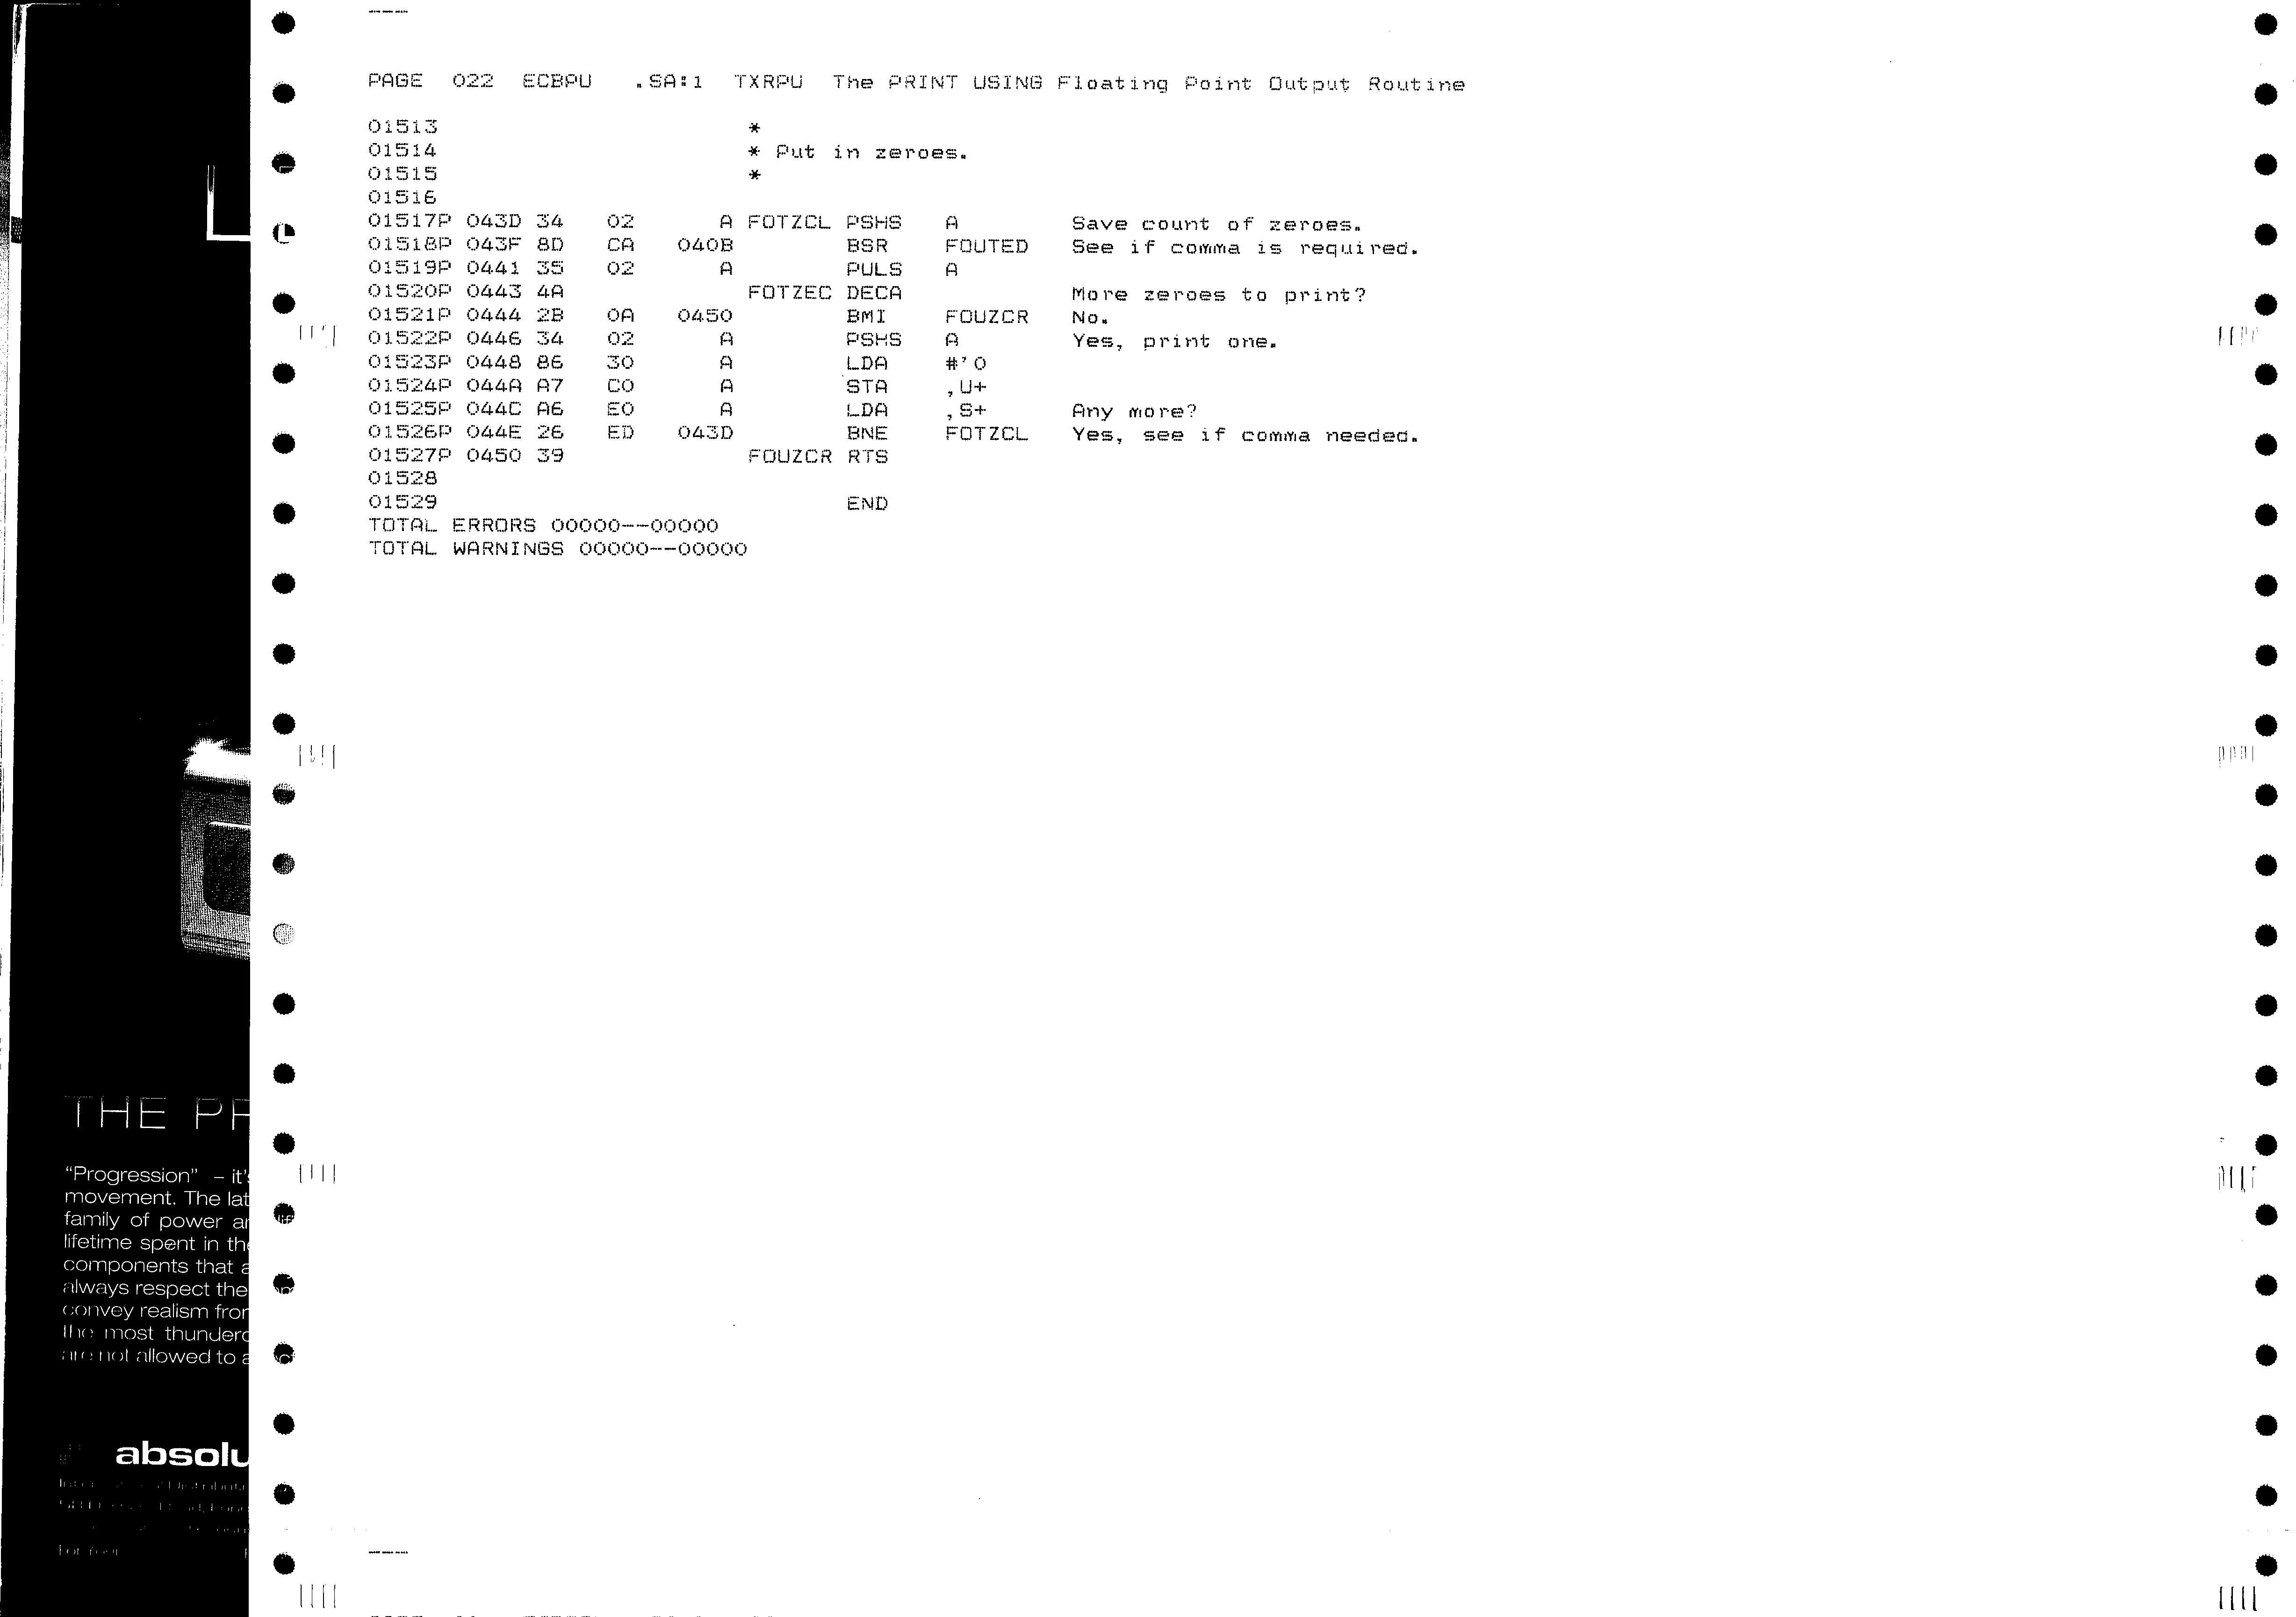 PAGE  022  ECBPU   .SA:1  TXRPU  The PRINT USING Floating Point Output Routine
01513                      *
01514                      * Put in zeroes.
01515                      *
01516
01517P 043D 34   02      A FOTZCL PSHS   A       Save count of zeroes.
01518P 043F 8D   CA   040B        BSR    FOUTED  See if comma is required.
01519P 0441 35   02      A        PULS   A
01520P 0443 4A             FOTZEC DECA           More zeroes to print?
01521P 0444 2B   0A   0450        BMI    FOUZCR  No.
01522P 0446 34   02      A        PSHS   A       Yes, print one.
01523P 0448 86   30      A        LDA    #'0
01524P 044A A7   C0      A        STA    ,U+
01525P 044C A6   E0      A        LDA    ,S+     Any more?
01526P 044E 26   ED   043D        BNE    FOTZCL  Yes, see if comma needed.
01527P 0450 39             FOUZCR RTS
01528
01529                             END
TOTAL ERRORS 00000--00000
TOTAL WARNINGS 00000--00000
THE PR
“Progression” – it's
movement. The lat
family of power
lifetime spent in the
components that a
always respect the
convey realism from
the most thunderc
are not allowed to a
absolu